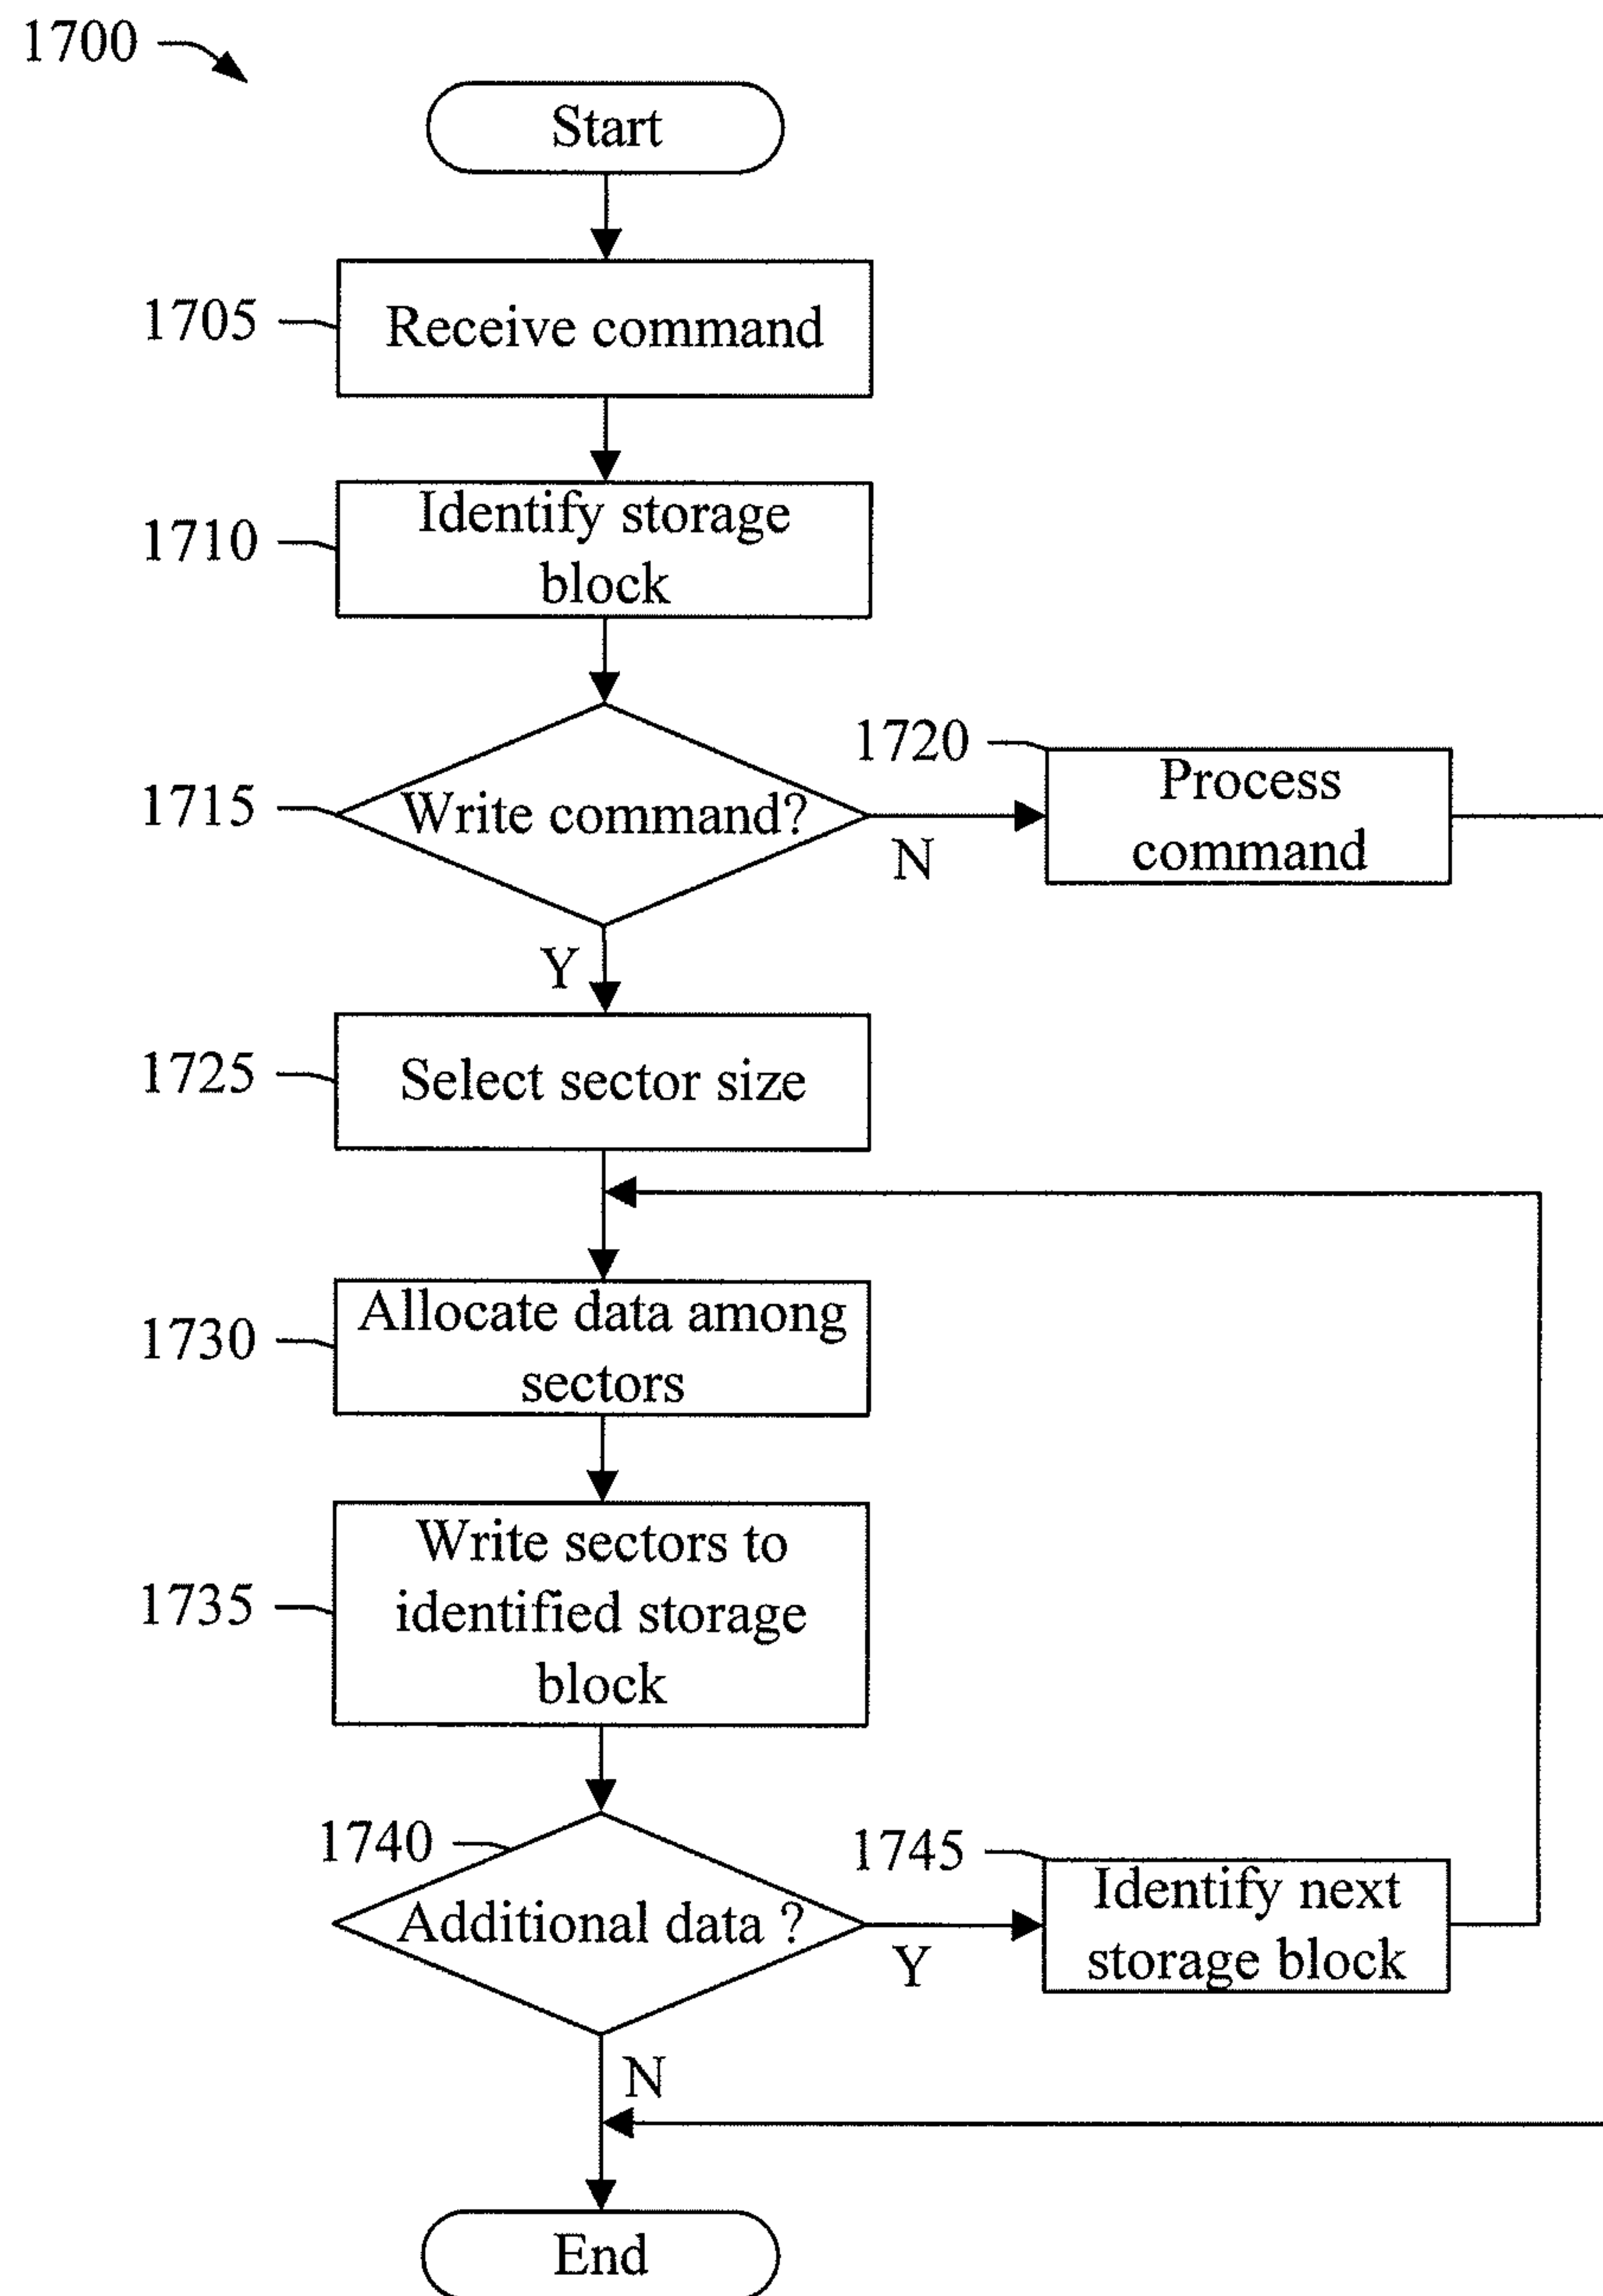 1700
Start
1705
Receive command
1710
Identify storage
block
1715
Write command?
N
1720
Process
command
Y
1725
Select sector size
1730
Allocate data among
sectors
1735
Write sectors to
identified storage
block
1740
Additional data ?
Y
1745
Identify next
storage block
N
End